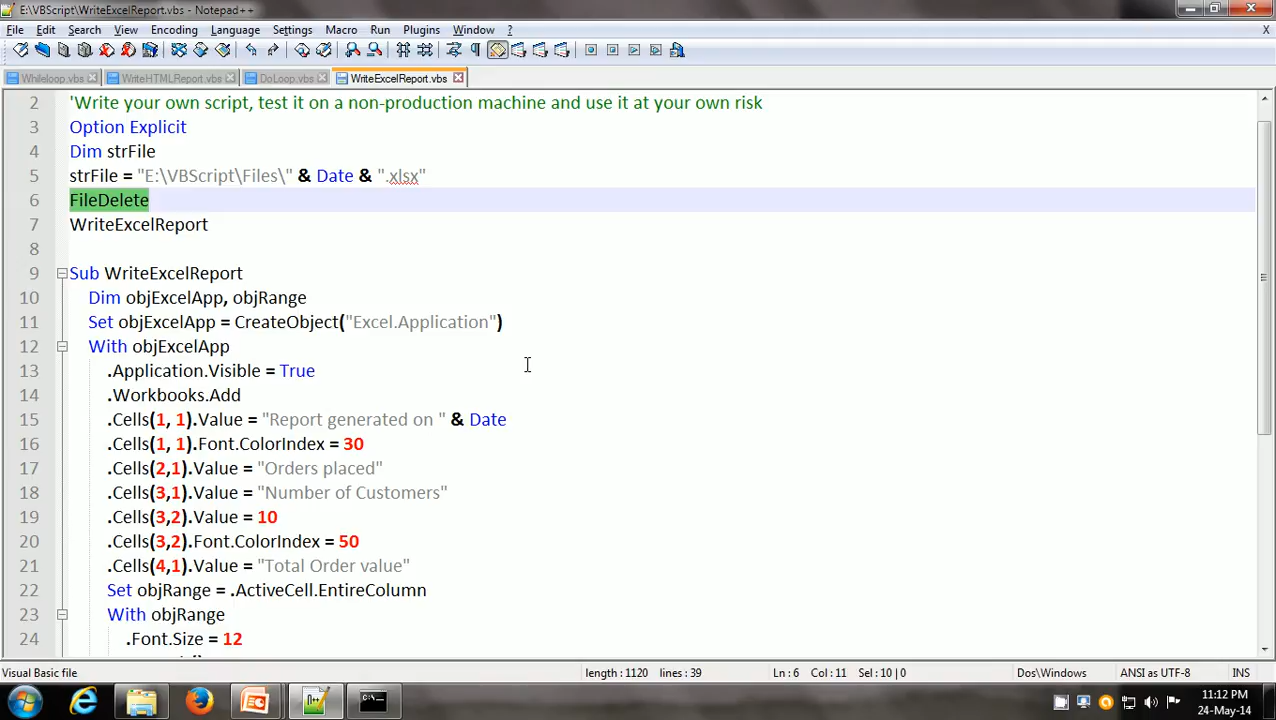 E:\VBScript\WriteExcelReport.vbs - Notepad++
File Edit Search View Encoding Language Settings Macro Run Plugins Window ? X
Whileloop.vbs WriteHTMLReport.vbs DoLoop.vbs WriteExcelReport.vbs
2 'Write your own script, test it on a non-production machine and use it at your own risk
3 Option Explicit
4 Dim strFile
5 strFile = "E:\VBScript\Files\" & Date & ".xlsx"
6 FileDelete
7 WriteExcelReport
8
9 Sub WriteExcelReport
10 Dim objExcelApp, objRange
11 Set objExcelApp = CreateObject("Excel.Application")
12 With objExcelApp
13 .Application.Visible = True
14 .Workbooks.Add
15 .Cells(1, 1).Value = "Report generated on " & Date
16 .Cells(1, 1).Font.ColorIndex = 30
17 .Cells(2,1).Value = "Orders placed"
18 .Cells(3,1).Value = "Number of Customers"
19 .Cells(3,2).Value = 10
20 .Cells(3,2).Font.ColorIndex = 50
21 .Cells(4,1).Value = "Total Order value"
22 Set objRange = .ActiveCell.EntireColumn
23 With objRange
24 .Font.Size = 12
Visual Basic file length : 1120 lines : 39 Ln : 6 Col : 11 Sel : 10 | 0 Dos\Windows ANSI as UTF-8 INS
11:12 PM
24-May-14